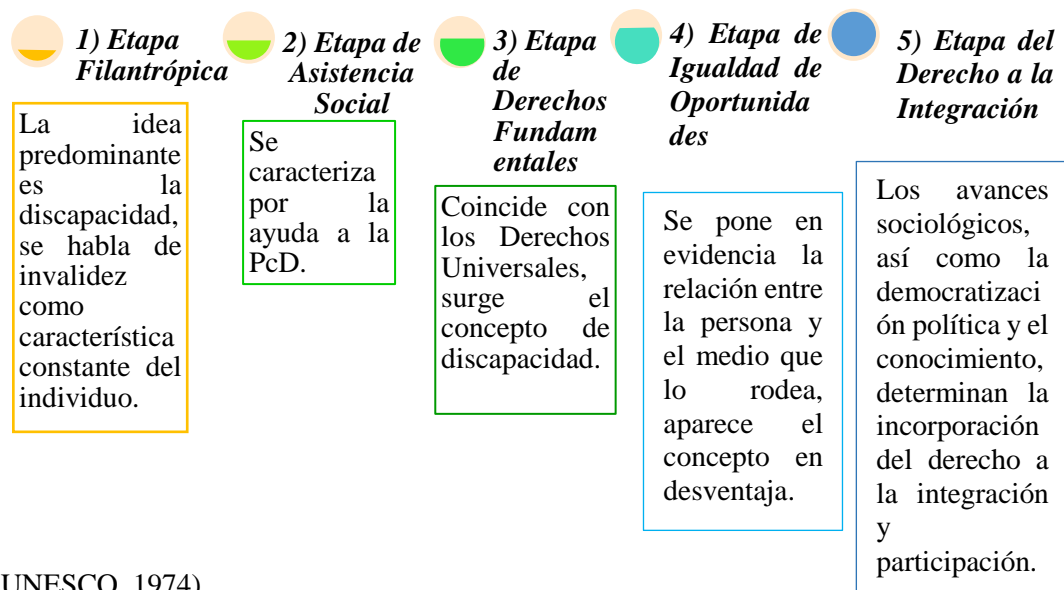 1) Etapa
Filantrópica
La idea
predominante
es la
discapacidad,
se habla de
invalidez
como
característica
constante del
individuo.
2) Etapa de
Asistencia
Social
Se
caracteriza
por la
ayuda a la
PcD.
3) Etapa
de
Derechos
Fundam
entales
Coincide con
los Derechos
Universales,
surge el
concepto de
discapacidad.
4) Etapa de
Igualdad de
Oportunida
des
Se pone en
evidencia la
relación entre
la persona y
el medio que
lo rodea,
aparece el
concepto en
desventaja.
5) Etapa del
Derecho a la
Integración
Los avances
sociológicos,
así como la
democratizaci
ón política y el
conocimiento,
determinan la
incorporación
del derecho a
la integración
y
participación.
UNESCO, 1974)